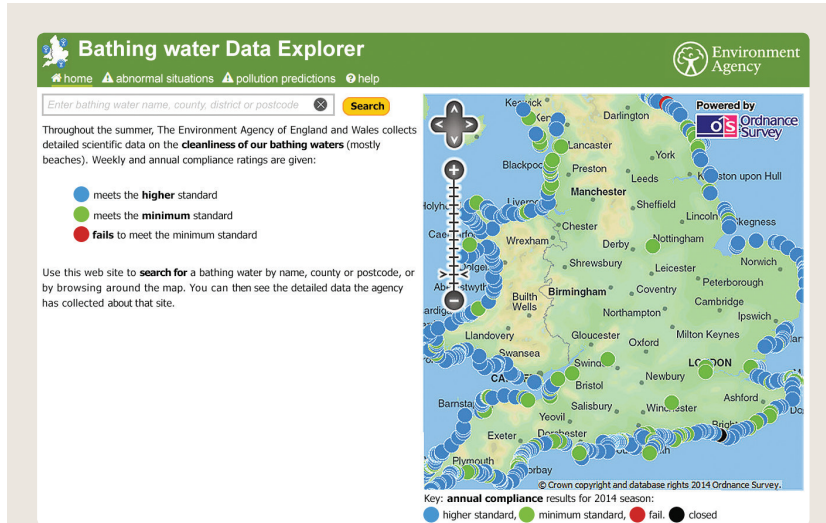 Bathing water Data Explorer
home abnormal situations pollution predictions help
Environment
Agency
Enter bathing water name, county, district or postcode
Search
Throughout the summer, The Environment Agency of England and Wales collects
detailed scientific data on the cleanliness of our bathing waters (mostly
beaches). Weekly and annual compliance ratings are given:
meets the higher standard
meets the minimum standard
fails to meet the minimum standard
Use this web site to search for a bathing water by name, county or postcode, or
by browsing around the map. You can then see the detailed data the agency
has collected about that site.
Powered by
OS Ordnance
Survey
Darlington
Lancaster
York
Preston
Leeds
Manchester
Sheffield
Lincoln
Chester
Wrexham
Derby
Nottingham
Shrewsbury
Leicester
Norwich
Peterborough
Birmingham
Coventry
Builth
Wells
Cambridge
Northampton
Ipswich
Llandovery
Gloucester
Milton Keynes
Oxford
Swansea
LONDON
Newbury
Bristol
Ashford
Salisbury
Winchester
Yeovil
Exeter
Dorchester
Plymouth
© Crown copyright and database rights 2014 Ordnance Survey.
Key: annual compliance results for 2014 season:
higher standard, minimum standard, fail. closed